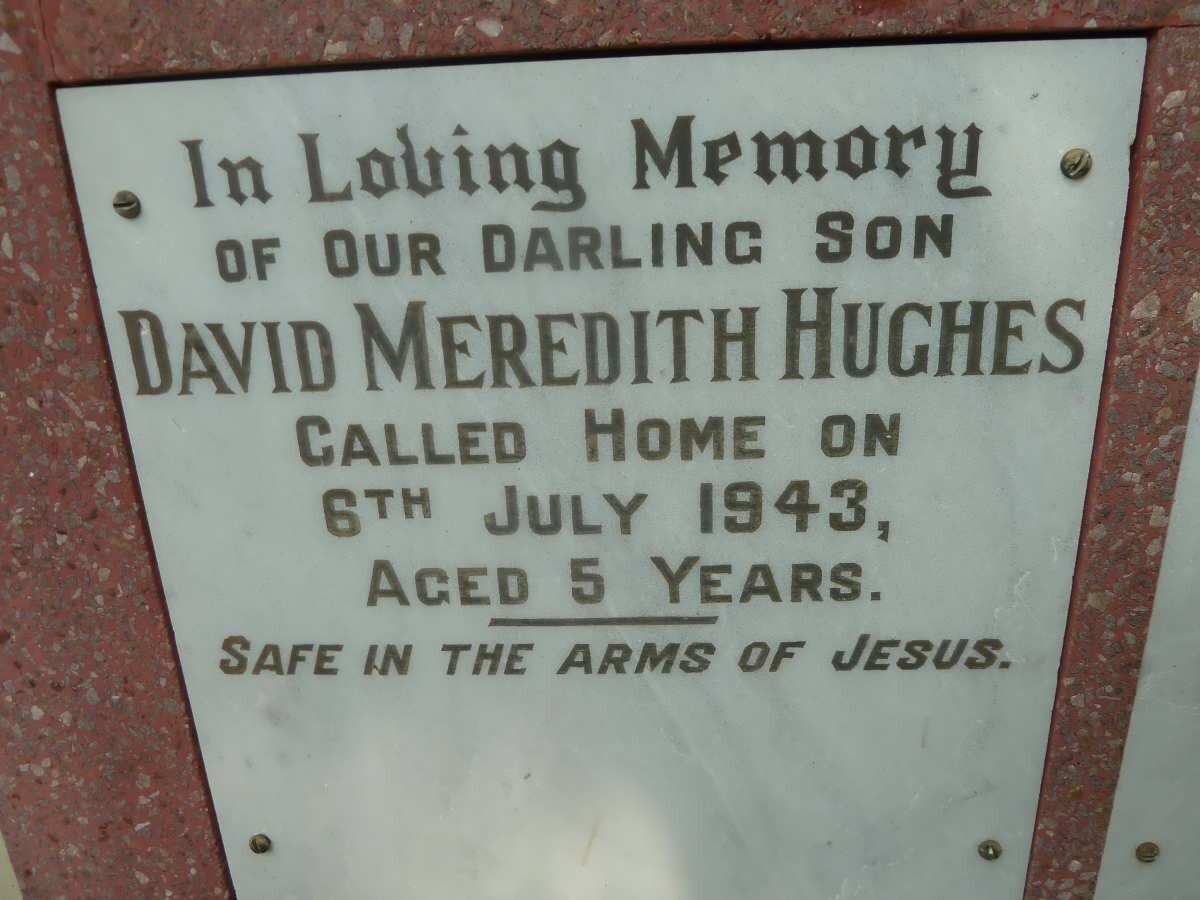 In Loving Memory
OF OUR DARLING SON
DAVID MEREDITH HUGHES
CALLED HOME ON
6TH JULY 1943,
AGED 5 YEARS.
SAFE IN THE ARMS OF JESUS.